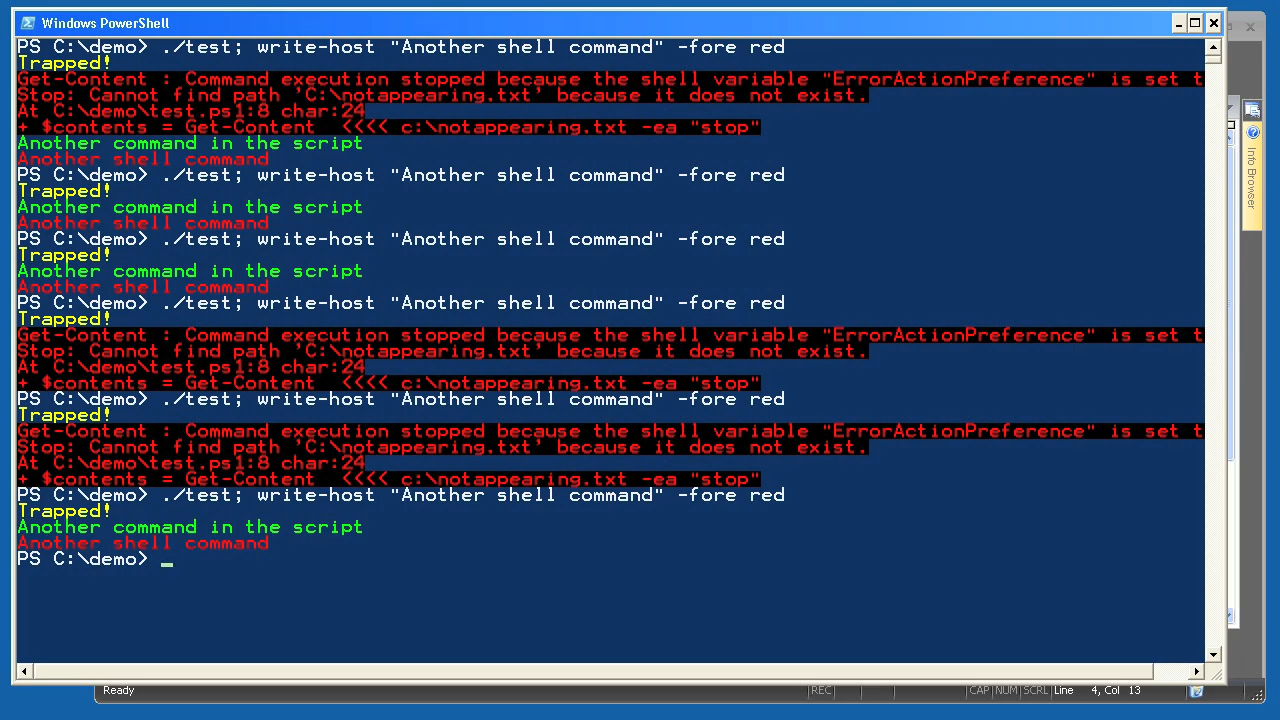 Windows PowerShell
PS C:\demo> ./test; write-host "Another shell command" -fore red
Trapped!
Get-Content : Command execution stopped because the shell variable "ErrorActionPreference" is set t
Stop: Cannot find path 'C:\notappearing.txt' because it does not exist.
At C:\demo\test.ps1:8 char:24
+ $contents = Get-Content  <<<< c:\notappearing.txt -ea "stop"
Another command in the script
Another shell command
PS C:\demo> ./test; write-host "Another shell command" -fore red
Trapped!
Another command in the script
Another shell command
PS C:\demo> ./test; write-host "Another shell command" -fore red
Trapped!
Another command in the script
Another shell command
PS C:\demo> ./test; write-host "Another shell command" -fore red
Trapped!
Get-Content : Command execution stopped because the shell variable "ErrorActionPreference" is set t
Stop: Cannot find path 'C:\notappearing.txt' because it does not exist.
At C:\demo\test.ps1:8 char:24
+ $contents = Get-Content  <<<< c:\notappearing.txt -ea "stop"
PS C:\demo> ./test; write-host "Another shell command" -fore red
Trapped!
Get-Content : Command execution stopped because the shell variable "ErrorActionPreference" is set t
Stop: Cannot find path 'C:\notappearing.txt' because it does not exist.
At C:\demo\test.ps1:8 char:24
+ $contents = Get-Content  <<<< c:\notappearing.txt -ea "stop"
PS C:\demo> ./test; write-host "Another shell command" -fore red
Trapped!
Another command in the script
Another shell command
PS C:\demo> _
Info Browser
Ready
REC
CAP NUM SCRL Line 4, Col 13